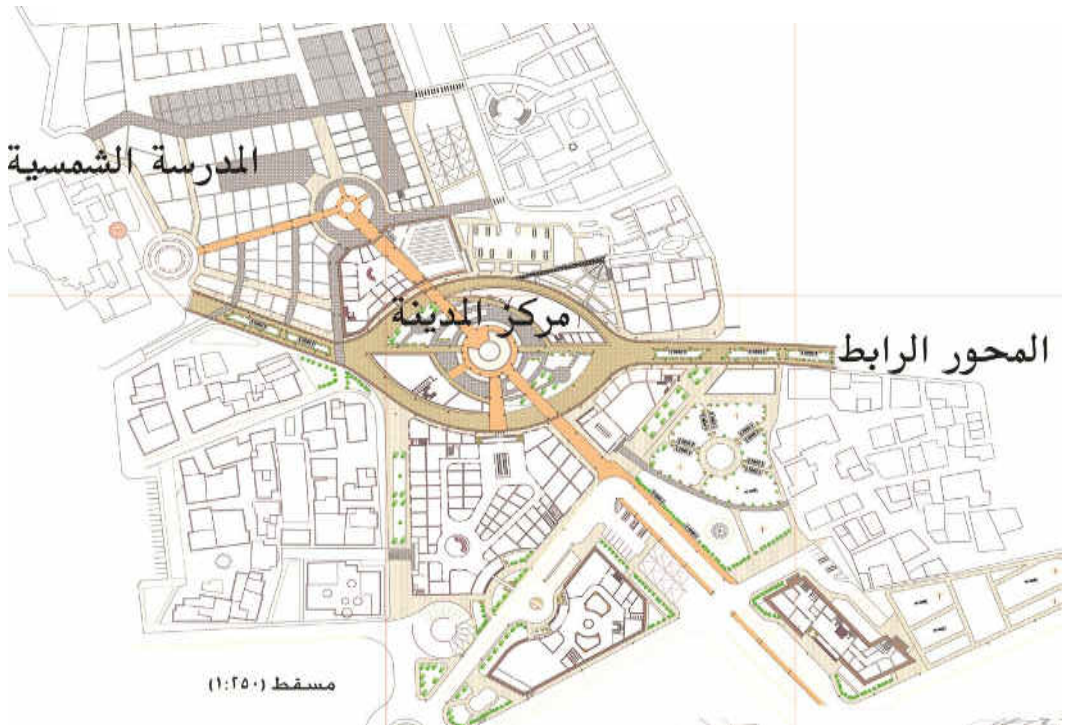 المدرسة الشمسية
مركز المدينة
المحور الرابط
مسقط (١:٢٥٠)